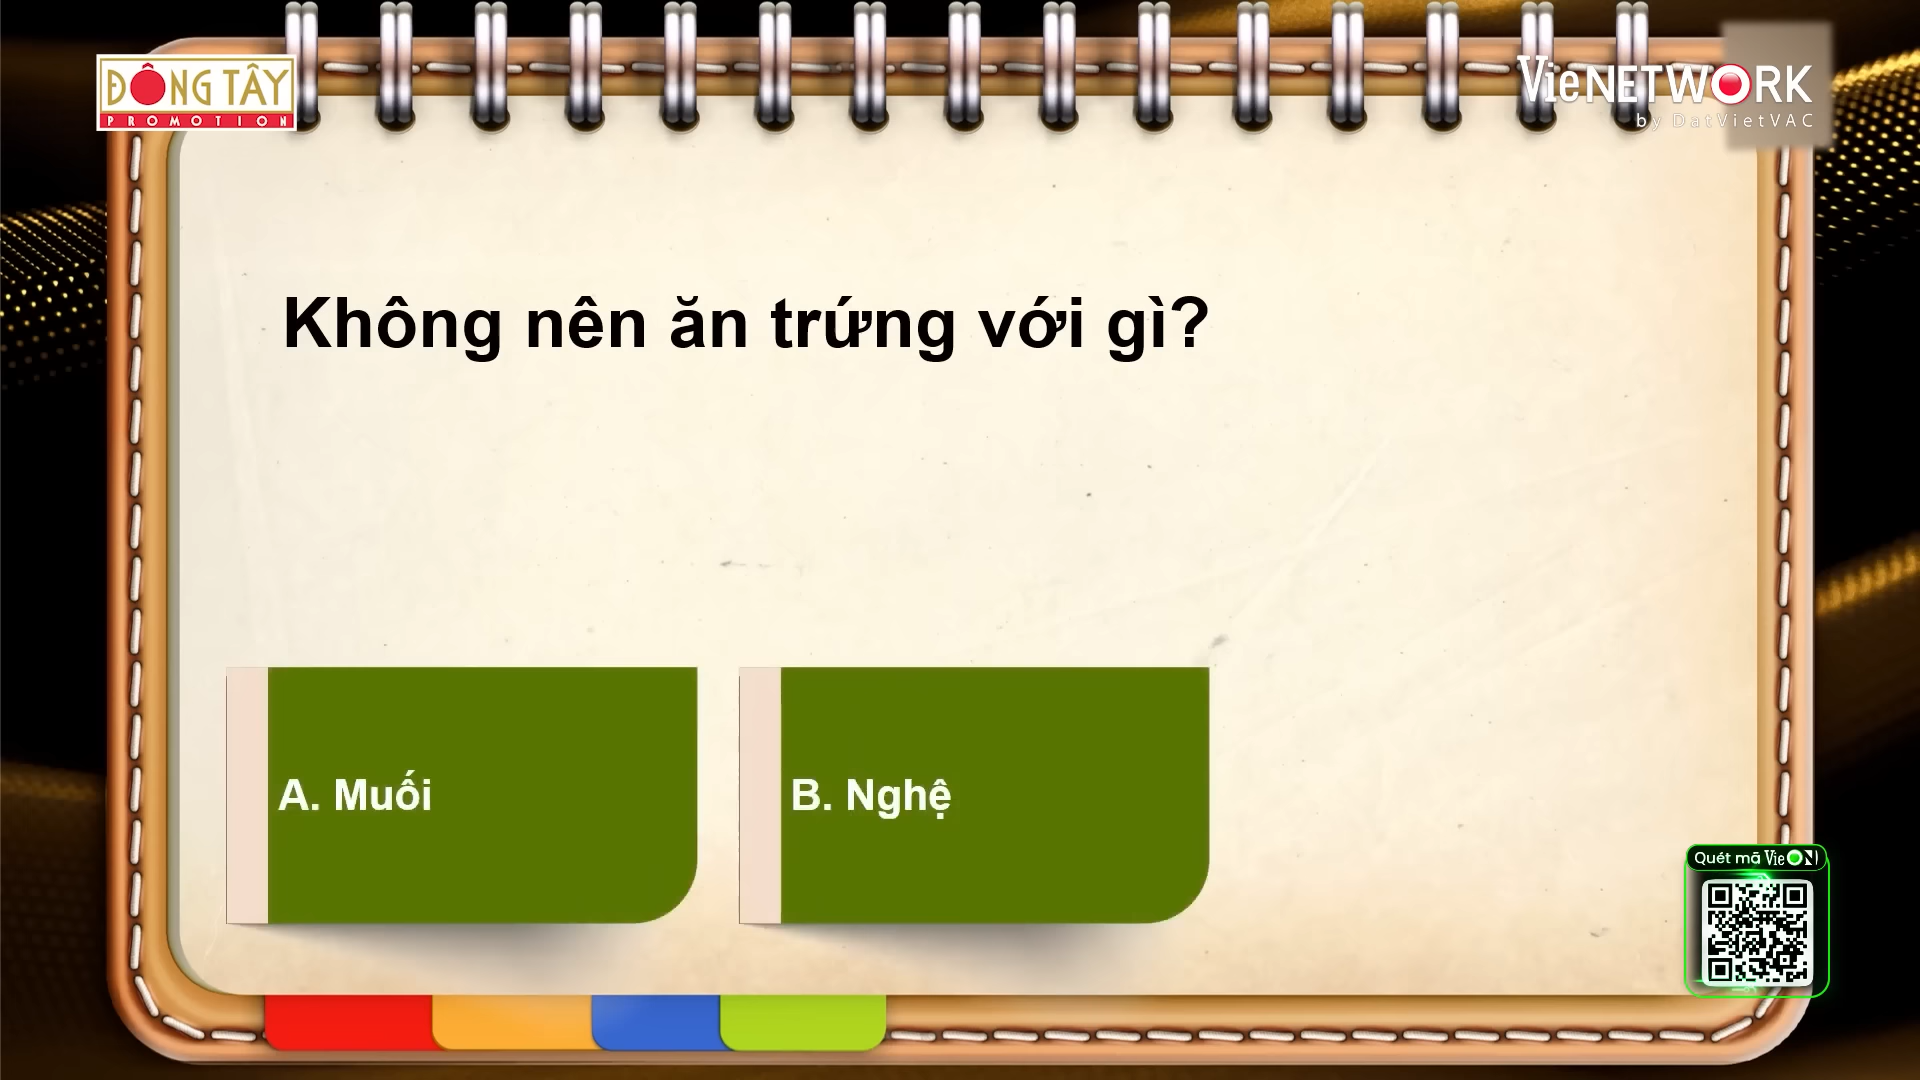 ĐÔNG TÂY
PROMOTION
VieNETWORK
by DatVietVAC
Không nên ăn trứng với gì?
A. Muối
B. Nghệ
Quét mã VieON